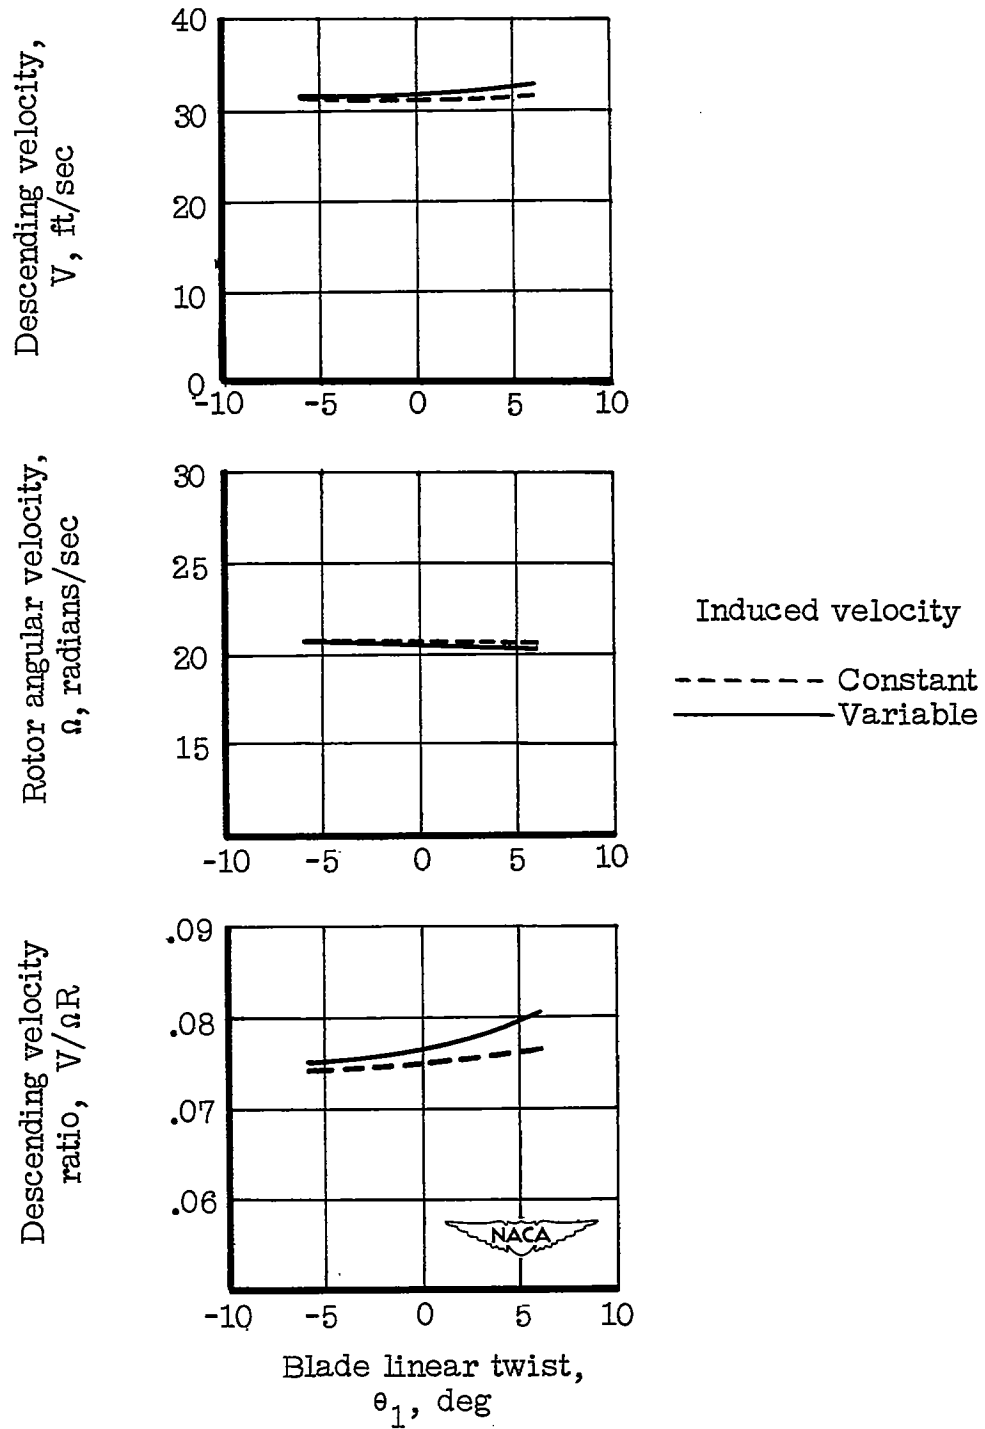 Descending velocity,
V, ft/sec
40
30
20
10
0
-10 -5 0 5 10
Rotor angular velocity,
Ω, radians/sec
30
25
20
15
-10 -5 0 5 10
Induced velocity
Constant
Variable
Descending velocity
ratio, V/ΩR
.09
.08
.07
.06
NACA
-10 -5 0 5 10
Blade linear twist,
θ1, deg